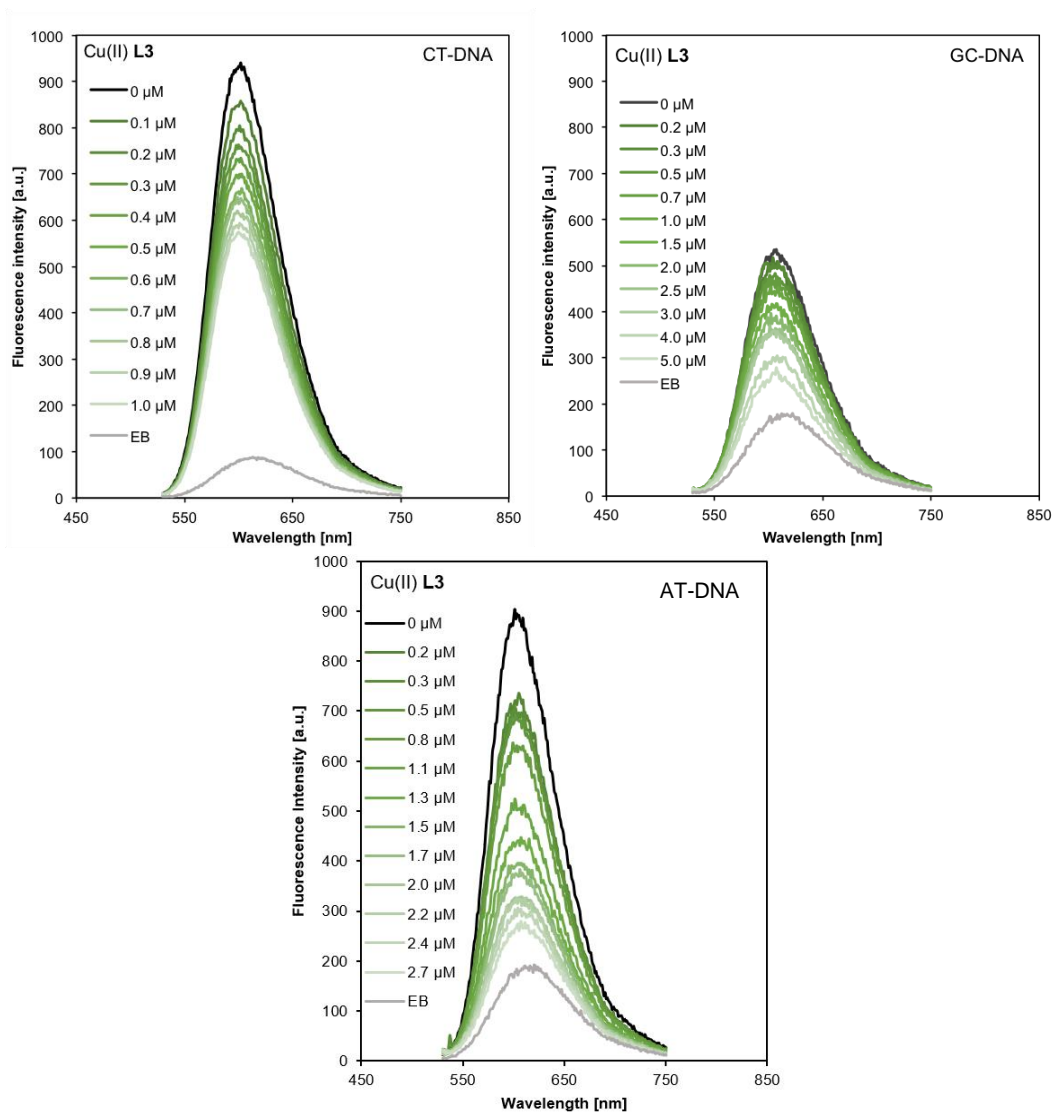 Cu(II) L3
CT-DNA
0 µM
0.1 µM
0.2 µM
0.3 µM
0.4 µM
0.5 µM
0.6 µM
0.7 µM
0.8 µM
0.9 µM
1.0 µM
EB
1000
900
800
700
600
500
400
300
200
100
0
450
550
650
750
850
Fluorescence intensity [a.u.]
Wavelength [nm]
Cu(II) L3
GC-DNA
0 µM
0.2 µM
0.3 µM
0.5 µM
0.7 µM
1.0 µM
1.5 µM
2.0 µM
2.5 µM
3.0 µM
4.0 µM
5.0 µM
EB
1000
900
800
700
600
500
400
300
200
100
0
450
550
650
750
850
Fluorescence intensity [a.u.]
Wavelength [nm]
Cu(II) L3
AT-DNA
0 µM
0.2 µM
0.3 µM
0.5 µM
0.8 µM
1.1 µM
1.3 µM
1.5 µM
1.7 µM
2.0 µM
2.2 µM
2.4 µM
2.7 µM
EB
1000
900
800
700
600
500
400
300
200
100
0
450
550
650
750
850
Fluorescence Intensity [a.u.]
Wavelength [nm]